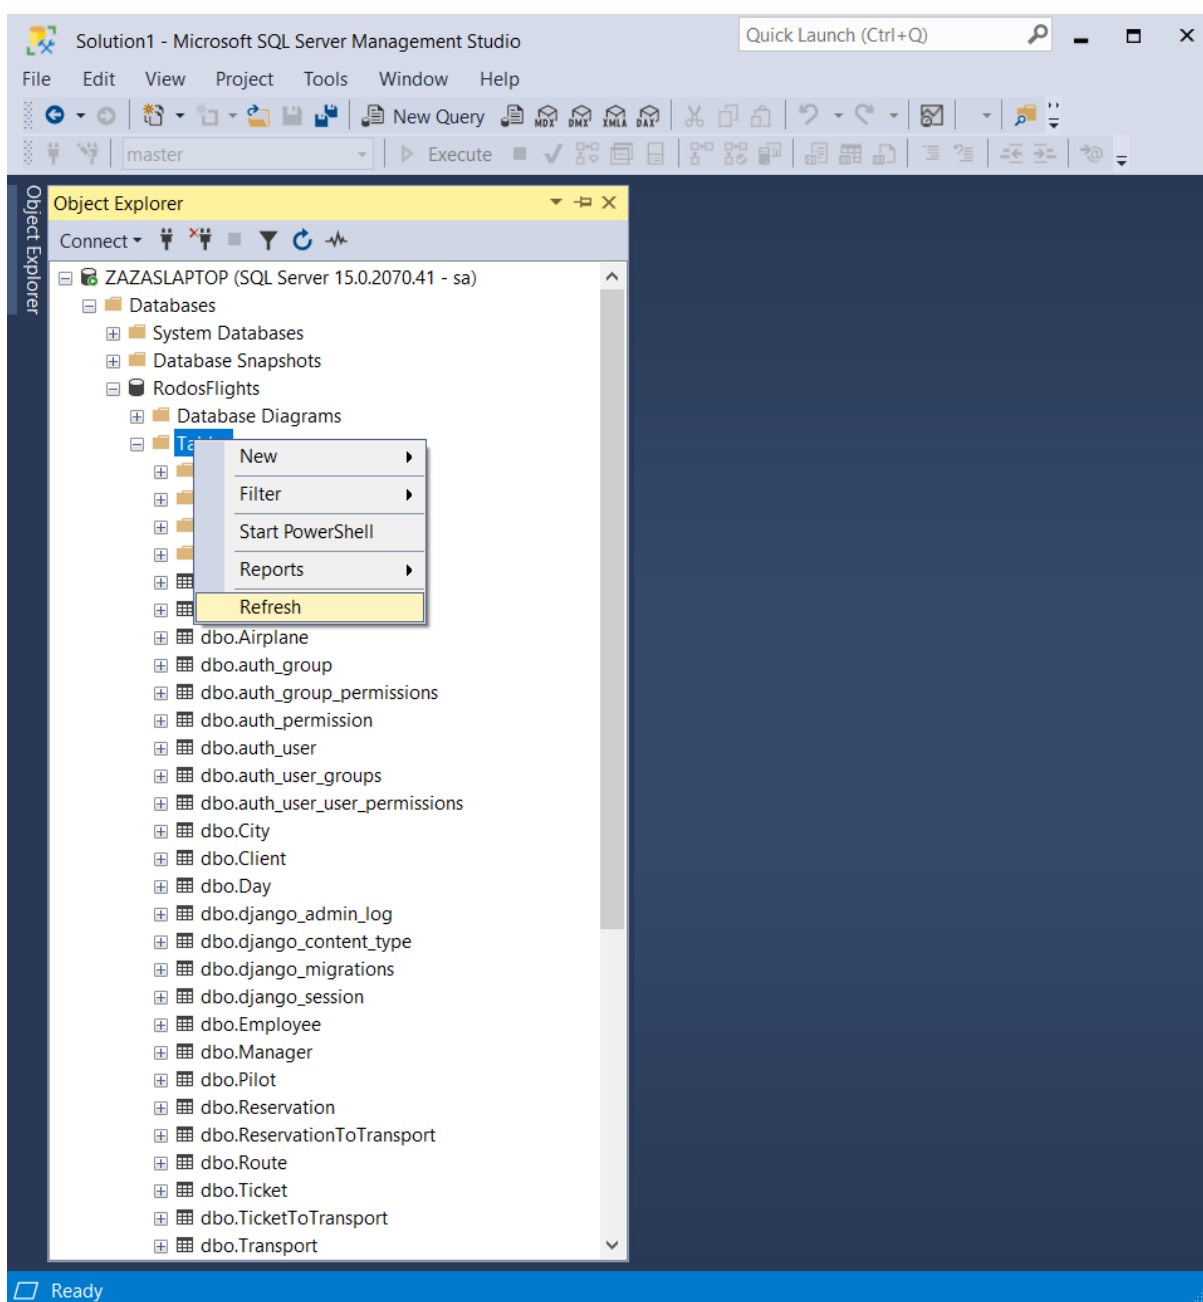 Solution1 - Microsoft SQL Server Management Studio
Quick Launch (Ctrl+Q)
File Edit View Project Tools Window Help
New Query MDX DMX XMLA DAX
master Execute
Object Explorer
Object Explorer
Connect
ZAZASLAPTOP (SQL Server 15.0.2070.41 - sa)
Databases
System Databases
Database Snapshots
RodosFlights
Database Diagrams
New
Filter
Start PowerShell
Reports
Refresh
dbo.Airplane
dbo.auth_group
dbo.auth_group_permissions
dbo.auth_permission
dbo.auth_user
dbo.auth_user_groups
dbo.auth_user_user_permissions
dbo.City
dbo.Client
dbo.Day
dbo.django_admin_log
dbo.django_content_type
dbo.django_migrations
dbo.django_session
dbo.Employee
dbo.Manager
dbo.Pilot
dbo.Reservation
dbo.ReservationToTransport
dbo.Route
dbo.Ticket
dbo.TicketToTransport
dbo.Transport
Ready